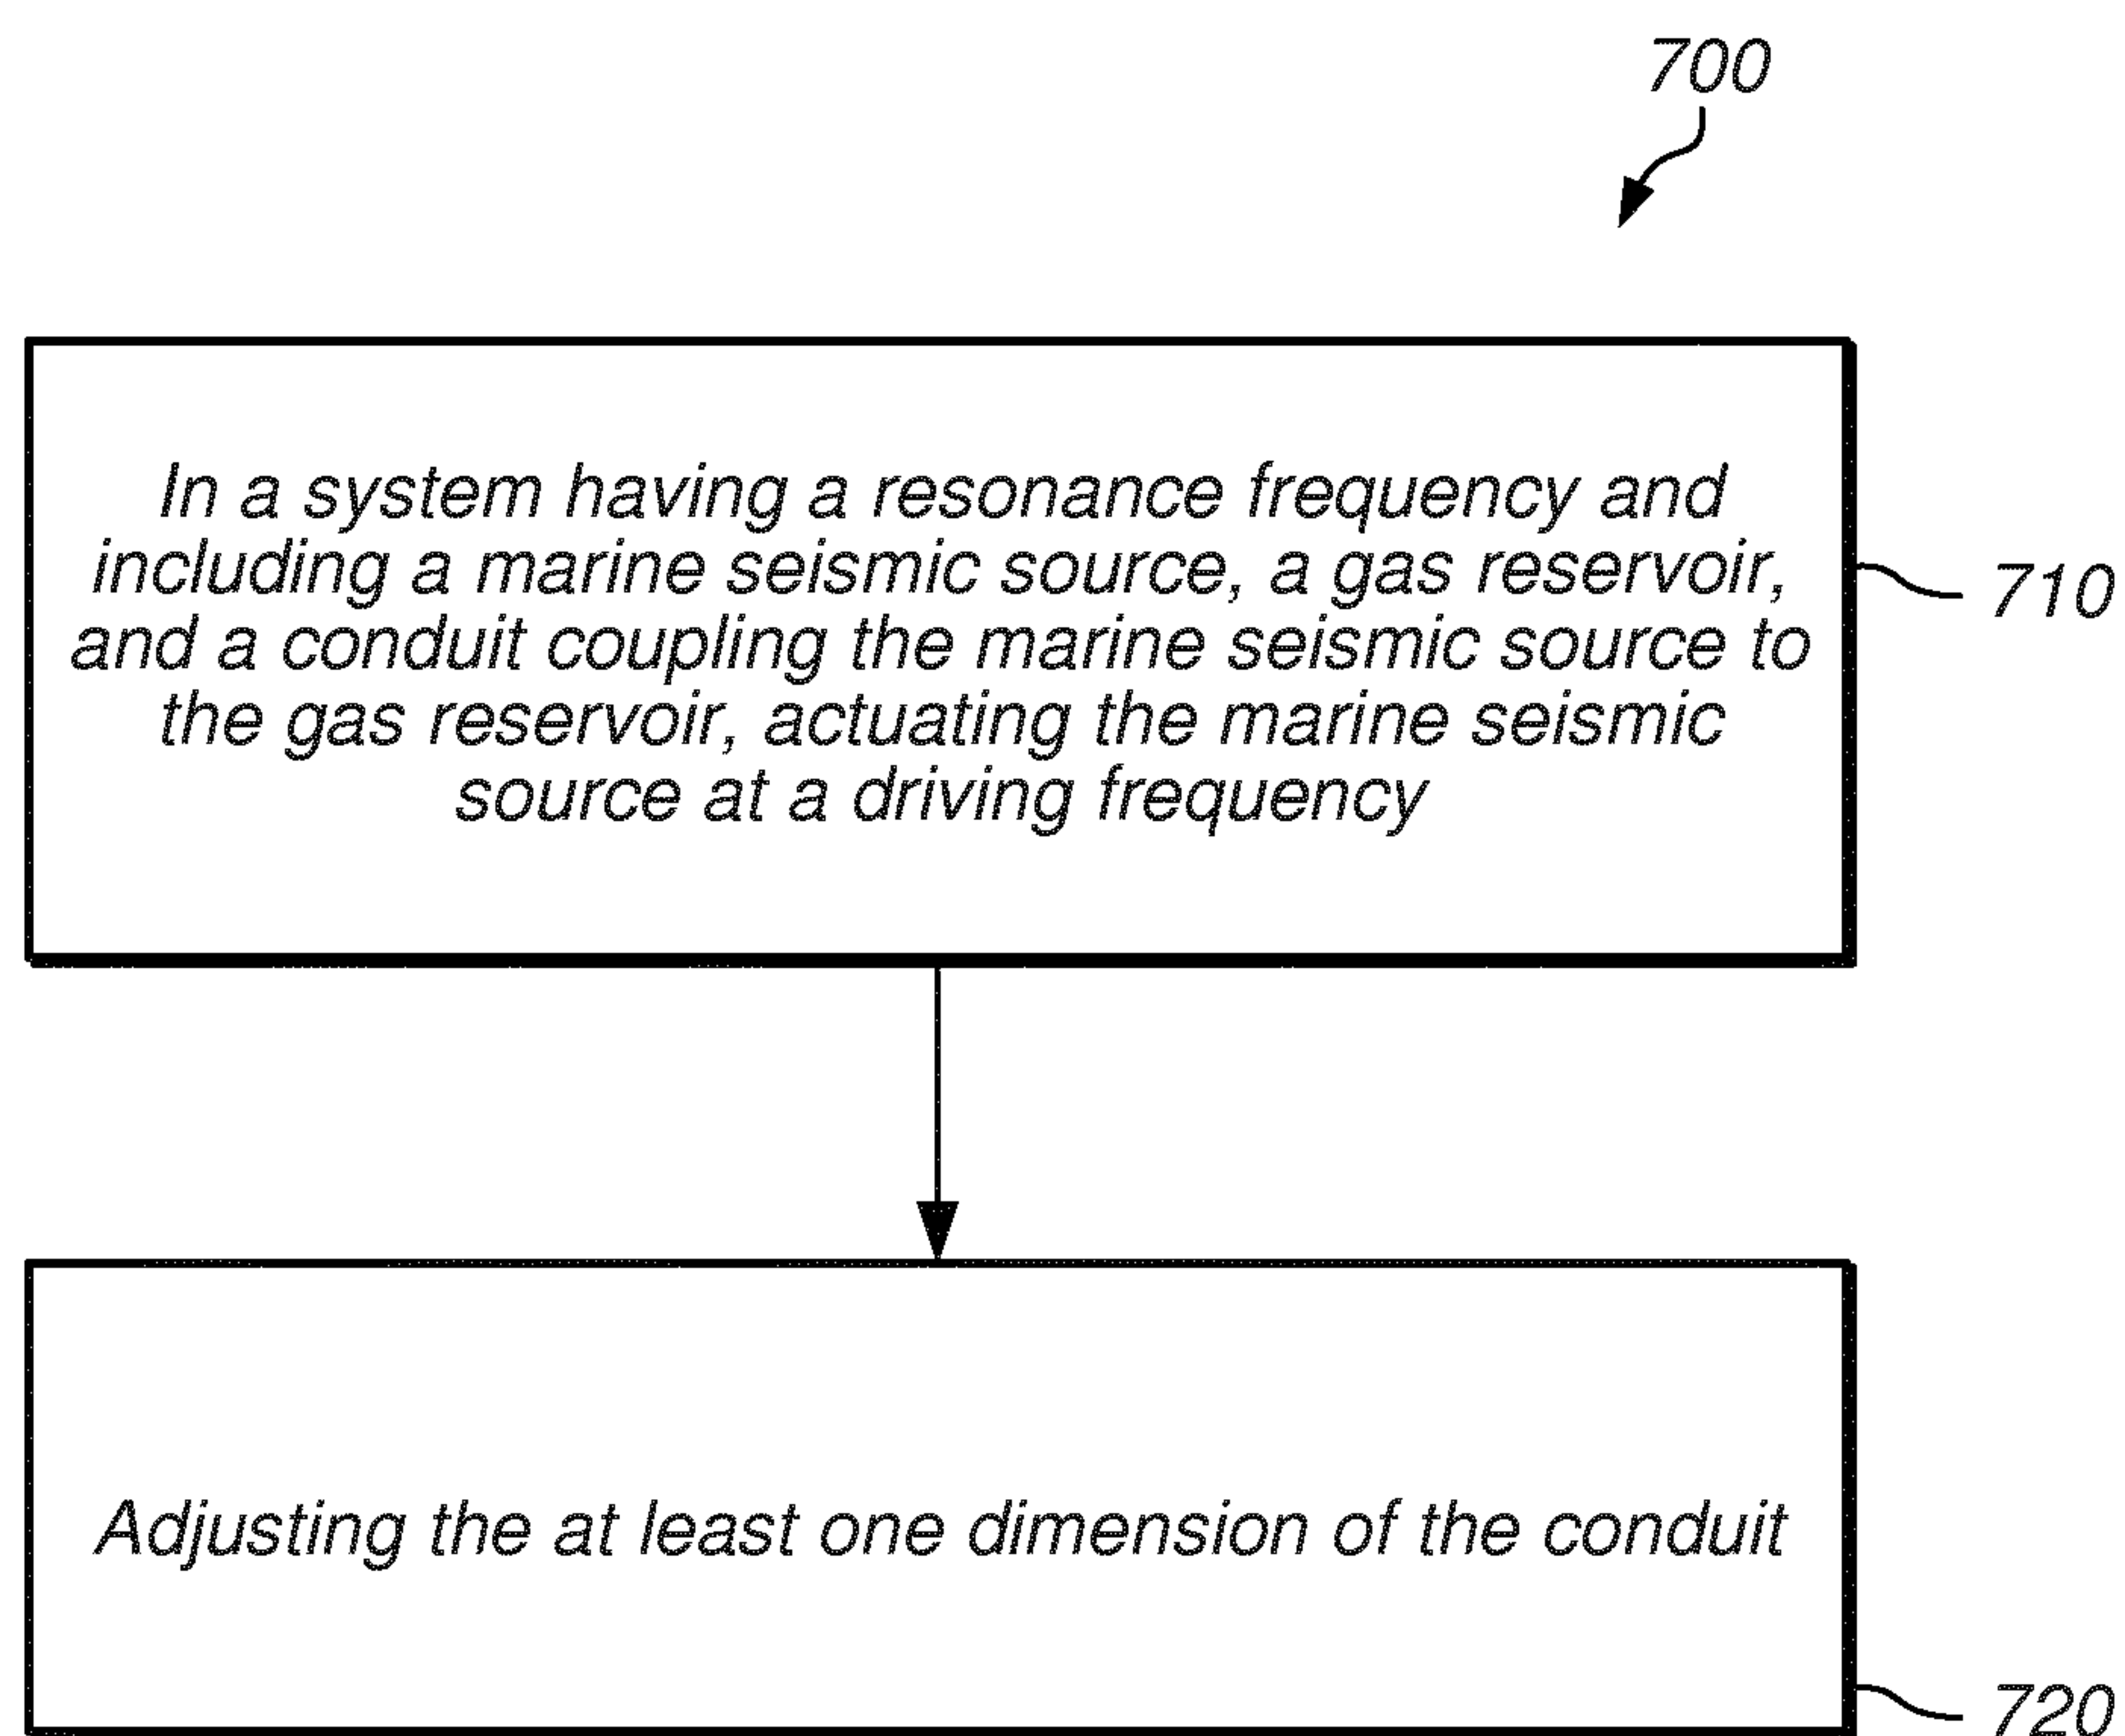 700
In a system having a resonance frequency and
including a marine seismic source, a gas reservoir,
and a conduit coupling the marine seismic source to
the gas reservoir, actuating the marine seismic
source at a driving frequency
710
Adjusting the at least one dimension of the conduit
720